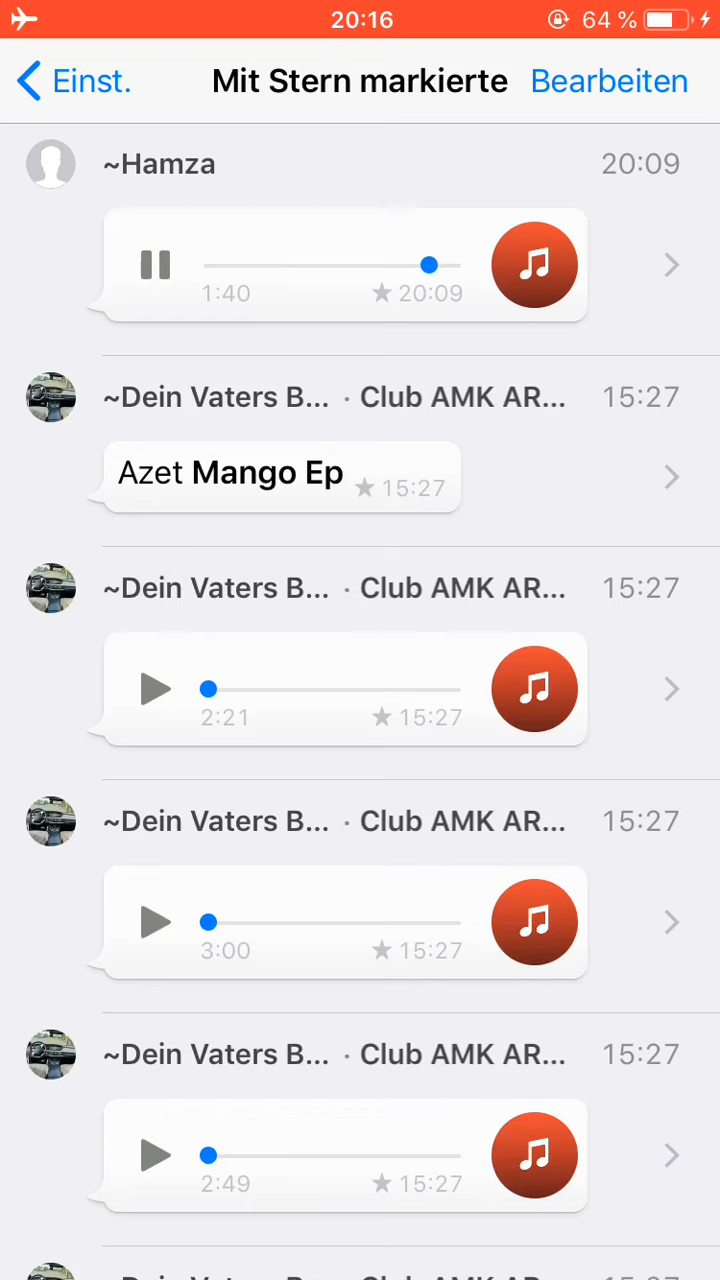 20:16 64 %
Einst. Mit Stern markierte Bearbeiten
~Hamza 20:09
1:40 ★ 20:09
~Dein Vaters B... · Club AMK AR... 15:27
Azet Mango Ep ★ 15:27
~Dein Vaters B... · Club AMK AR... 15:27
2:21 ★ 15:27
~Dein Vaters B... · Club AMK AR... 15:27
3:00 ★ 15:27
~Dein Vaters B... · Club AMK AR... 15:27
2:49 ★ 15:27